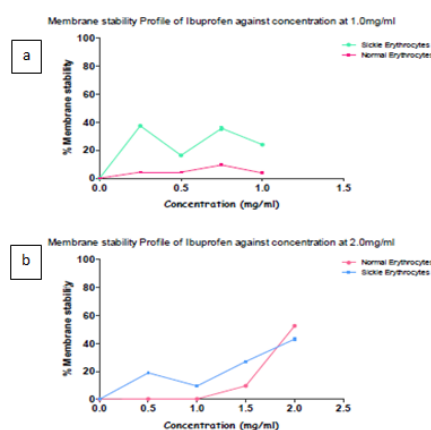 Membrane stability Profile of Ibuprofen against concentration at 1.0mg/ml
a
Sickle Erythrocytes
Normal Erythrocytes
% Membrane stability
100
80
60
40
20
0
0.0 0.5 1.0 1.5
Concentration (mg/ml)
Membrane stability Profile of Ibuprofen against concentration at 2.0mg/ml
b
Normal Erythrocytes
Sickle Erythrocytes
% Membrane stability
100
80
60
40
20
0
0.0 0.5 1.0 1.5 2.0 2.5
Concentration (mg/ml)